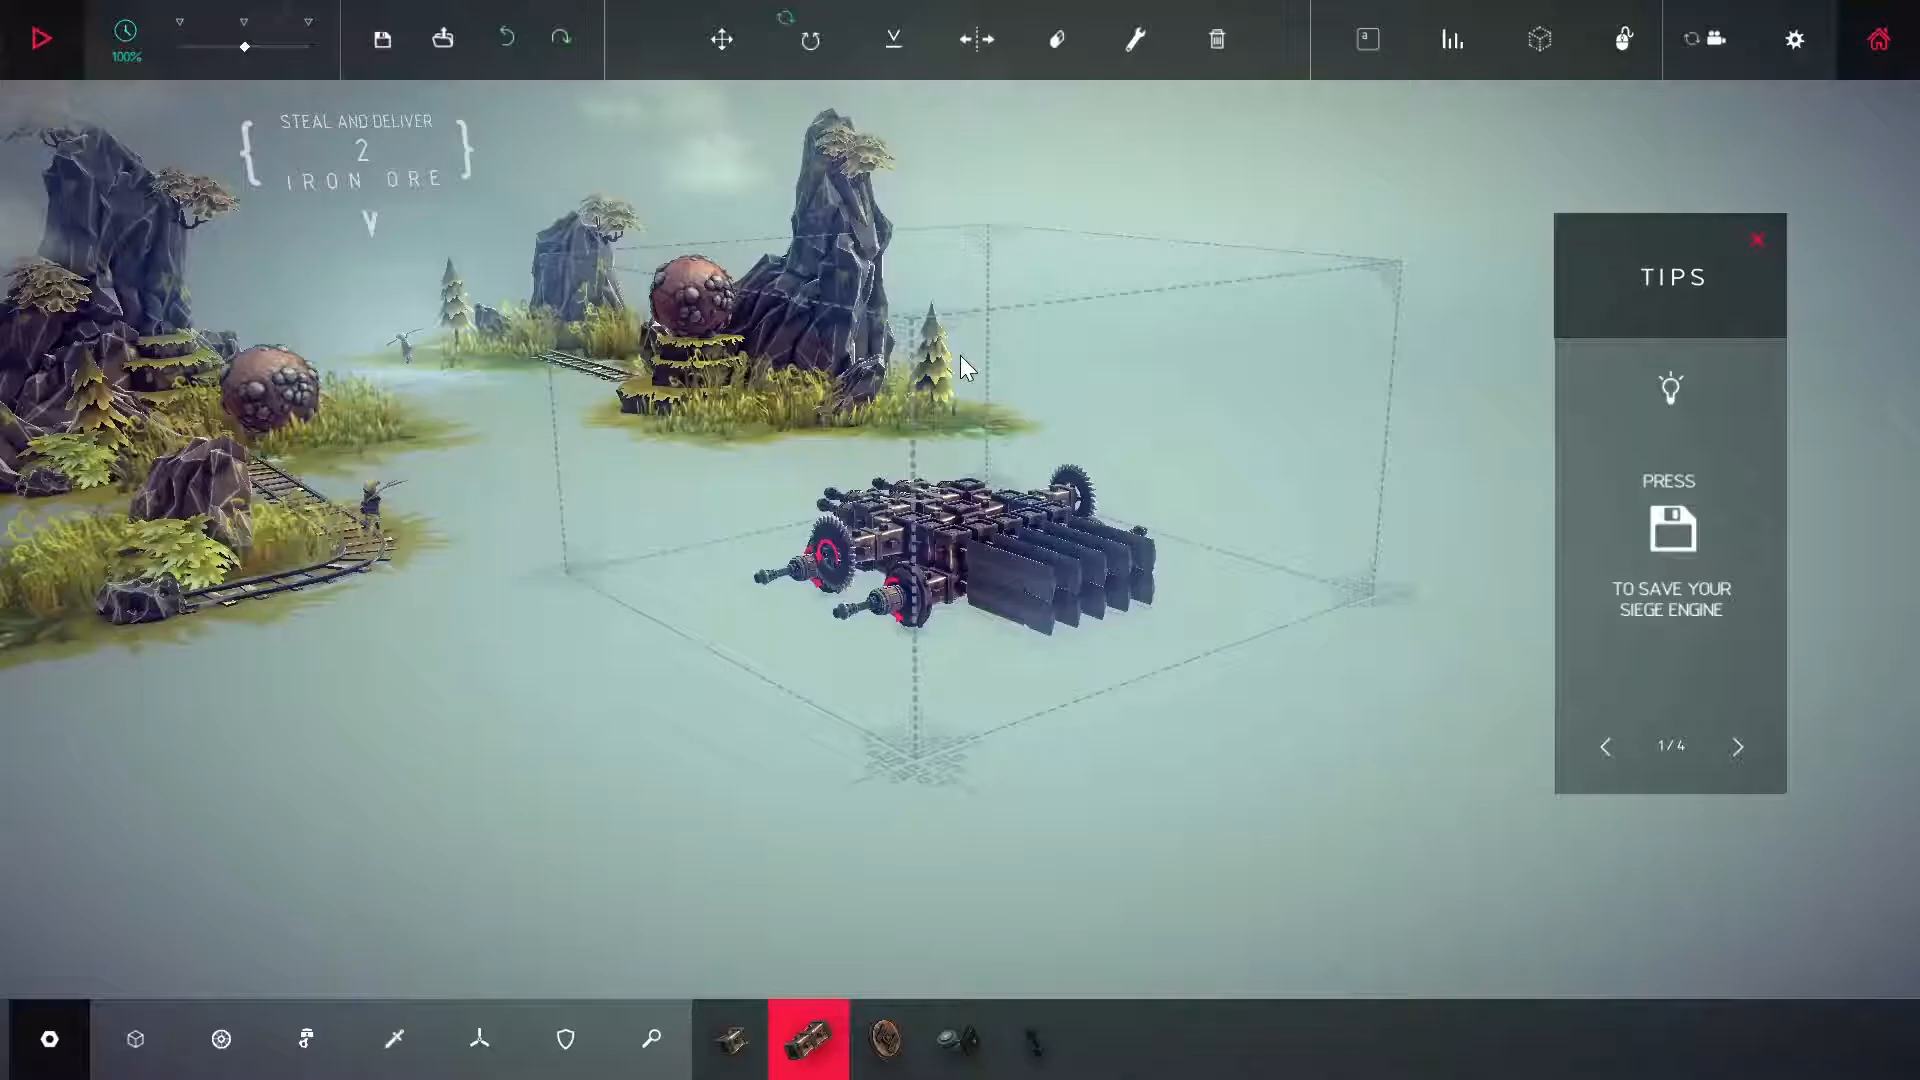 100%
STEAL AND DELIVER
2
IRON ORE
TIPS
PRESS
TO SAVE YOUR
SIEGE ENGINE
1/4